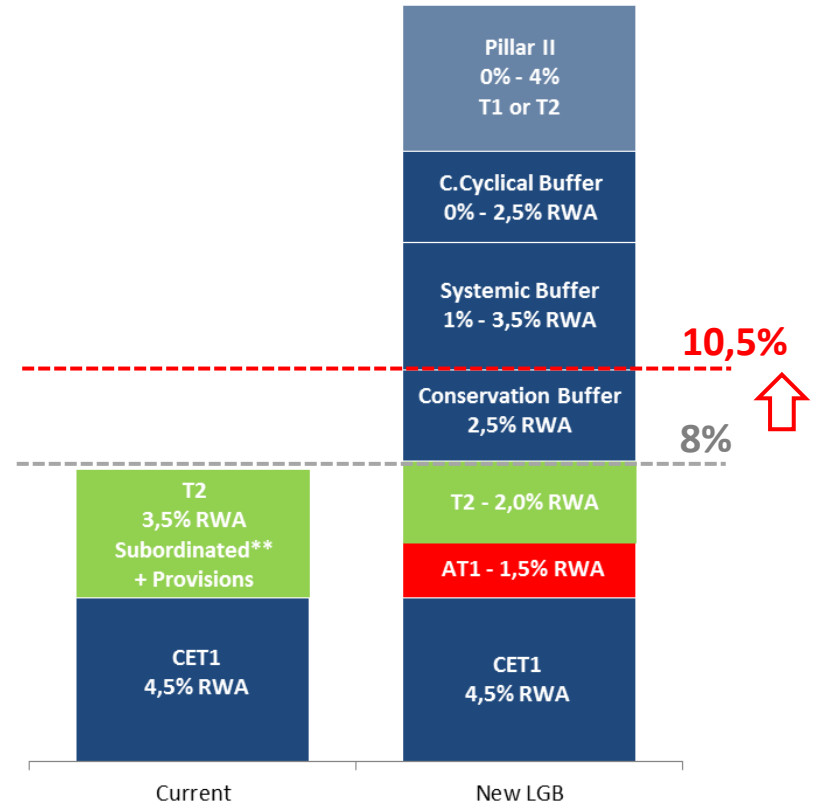 Pillar II
0% - 4%
T1 or T2
C.Cyclical Buffer
0% - 2,5% RWA
Systemic Buffer
1% - 3,5% RWA
10,5%
Conservation Buffer
2,5% RWA
8%
T2
3,5% RWA
Subordinated**
+ Provisions
T2 - 2,0% RWA
AT1 - 1,5% RWA
CET1
4,5% RWA
CET1
4,5% RWA
Current
New LGB